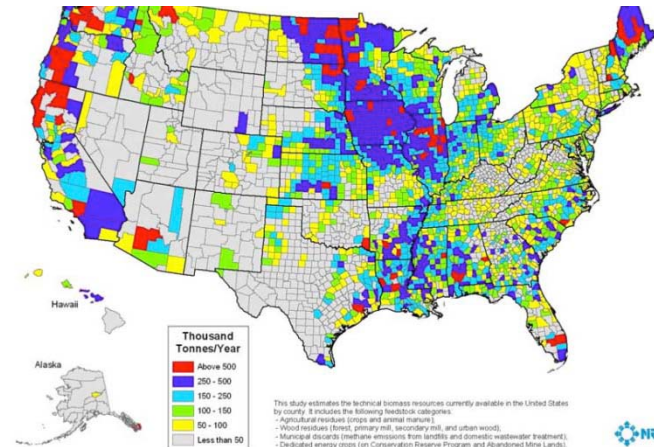 Hawaii
Alaska
Thousand
Tonnes/Year
Above 500
250 - 500
150 - 250
100 - 150
50 - 100
Less than 50
This study estimates the technical biomass resources currently available in the United States
by county. It includes the following feedstock categories:
- Agricultural residues (crops and animal manure);
- Wood residues (forest, primary mill, secondary mill, and urban wood);
- Municipal discards (methane emissions from landfills and domestic wastewater treatment);
- Dedicated energy crops (on Conservation Reserve Program and Abandoned Mine Lands).